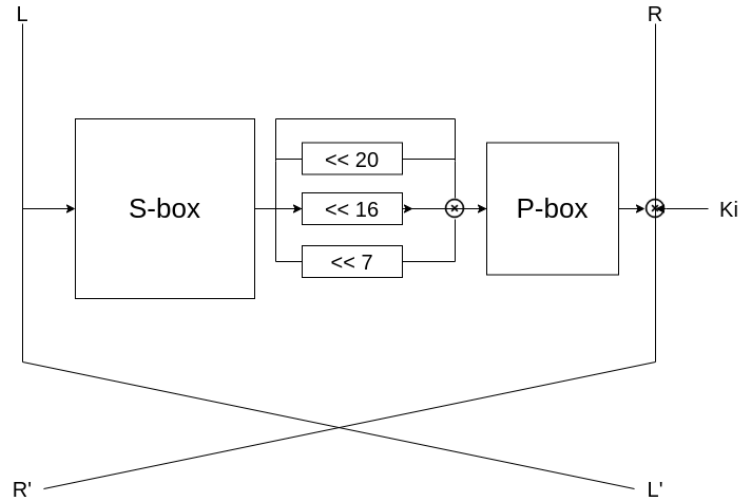 L
R
<< 20
S-box
<< 16
P-box
Ki
<< 7
R'
L'